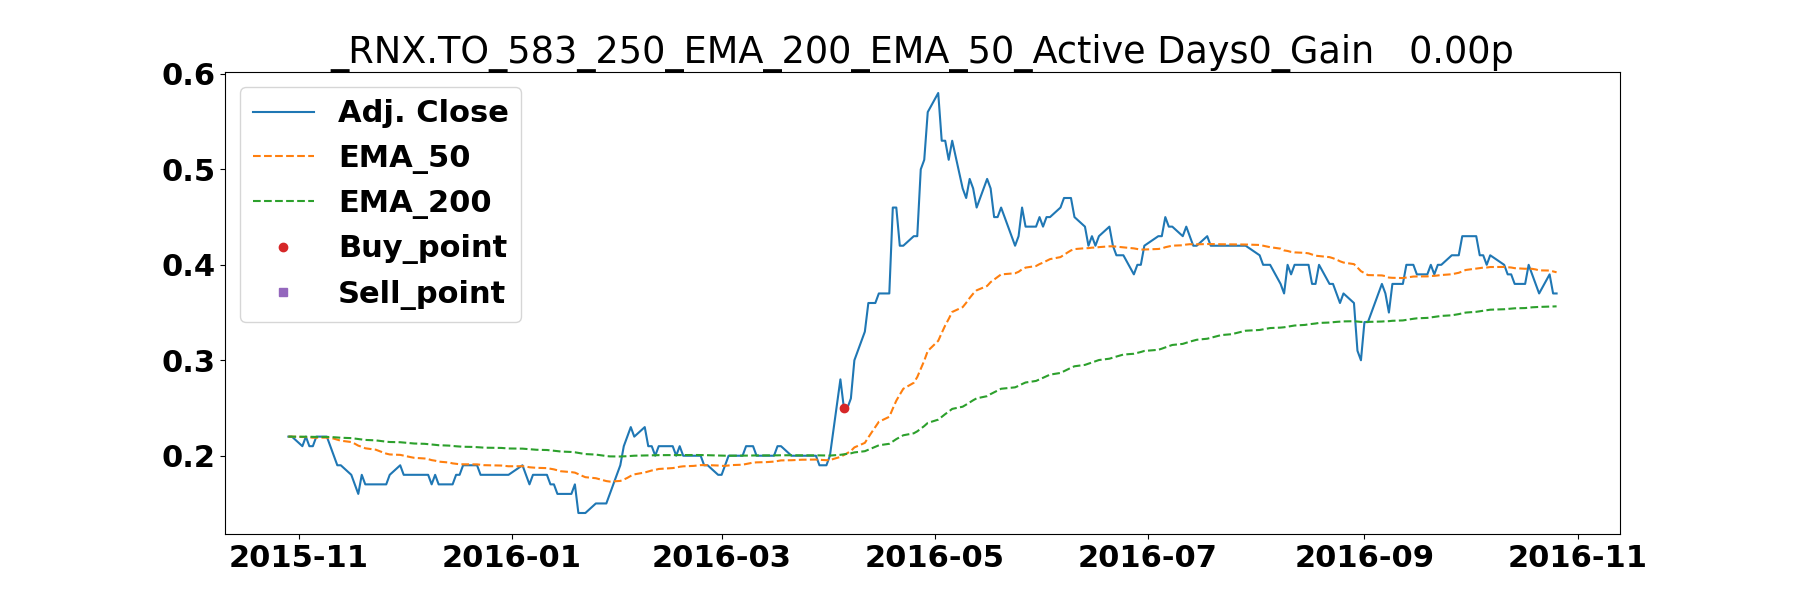 _RNX.TO_583_250_EMA_200_EMA_50_Active Days0_Gain   0.00p
0.6
0.5
0.4
0.3
0.2
Adj. Close
EMA_50
EMA_200
Buy_point
Sell_point
2015-11 2016-01 2016-03 2016-05 2016-07 2016-09 2016-11